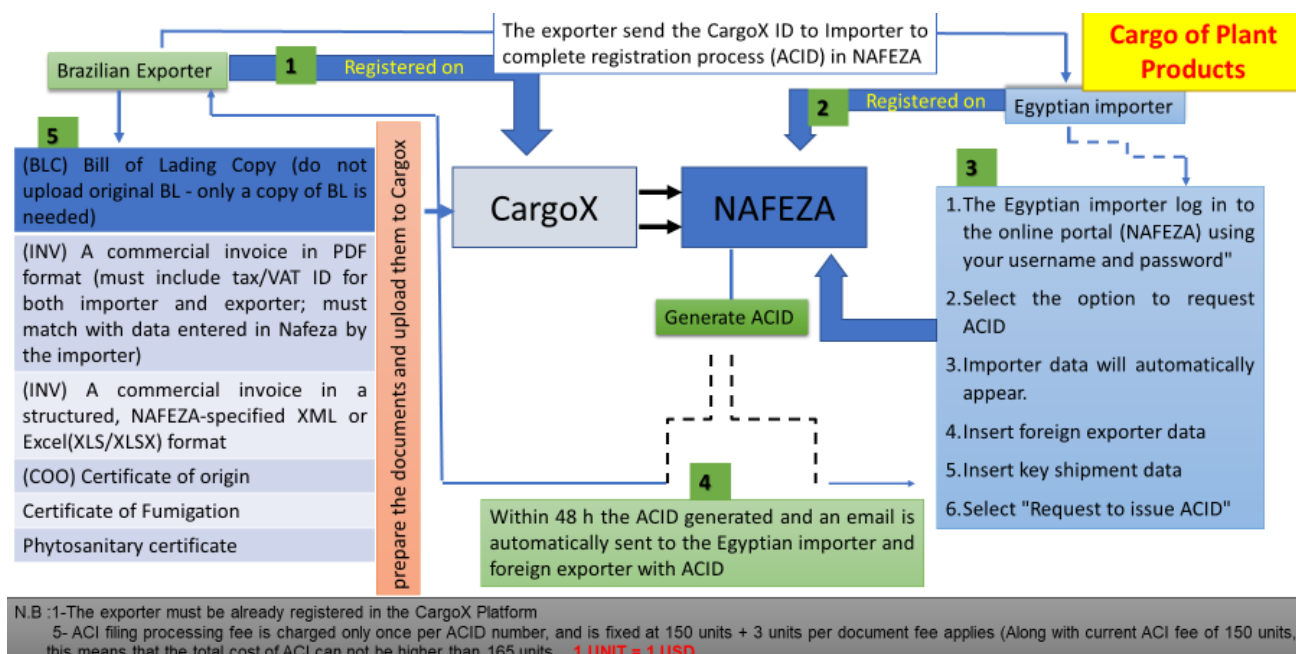 The exporter send the CargoX ID to Importer to
complete registration process (ACID) in NAFEZA
Cargo of Plant
Products
Brazilian Exporter
1
Registered on
2
Registered on
Egyptian importer
5
(BLC) Bill of Lading Copy (do not
upload original BL - only a copy of BL is
needed)
(INV) A commercial invoice in PDF
format (must include tax/VAT ID for
both importer and exporter; must
match with data entered in Nafeza by
the importer)
(INV) A commercial invoice in a
structured, NAFEZA-specified XML or
Excel(XLS/XLSX) format
(COO) Certificate of origin
Certificate of Fumigation
Phytosanitary certificate
prepare the documents and upload them to Cargox
CargoX
NAFEZA
Generate ACID
3
1.The Egyptian importer log in to
the online portal (NAFEZA) using
your username and password"
2.Select the option to request
ACID
3.Importer data will automatically
appear.
4.Insert foreign exporter data
5.Insert key shipment data
6.Select "Request to issue ACID"
4
Within 48 h the ACID generated and an email is
automatically sent to the Egyptian importer and
foreign exporter with ACID
N.B :1-The exporter must be already registered in the CargoX Platform
5- ACI filing processing fee is charged only once per ACID number, and is fixed at 150 units + 3 units per document fee applies (Along with current ACI fee of 150 units,
this means that the total cost of ACI can not be higher than 165 units. 1 UNIT = 1 USD